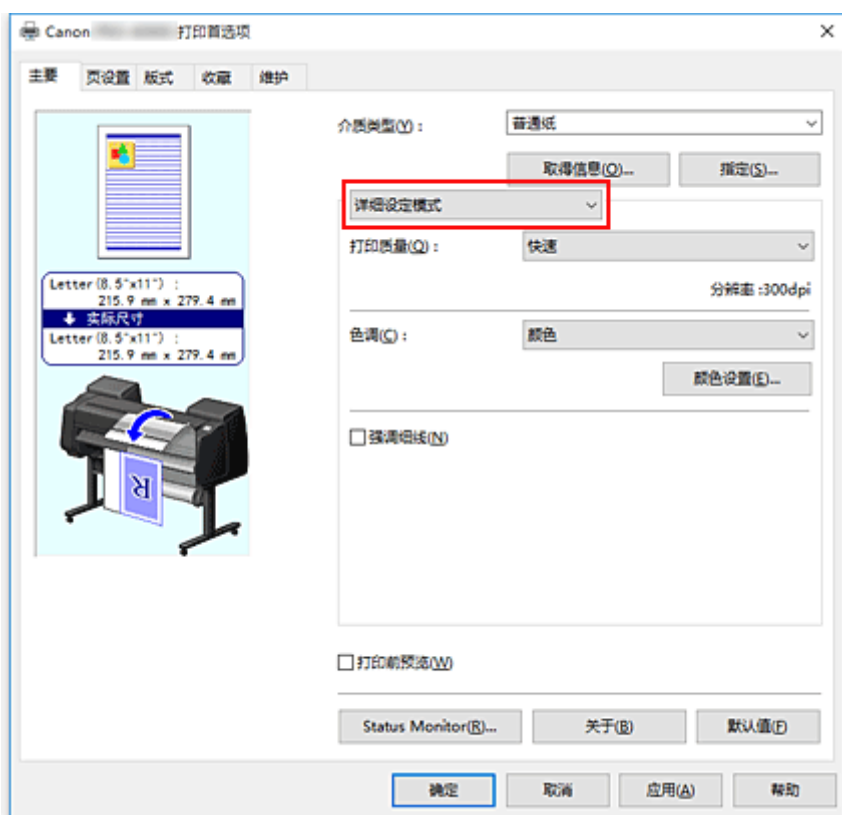 Canon 打印首选项
主要 页设置 版式 收藏 维护
介质类型(Y)： 普通纸
取得信息(O)... 指定(S)...
详细设定模式
打印质量(Q)： 快速
分辨率 :300dpi
色调(C)： 颜色
颜色设置(E)...
强调细线(N)
Letter(8.5"x11") :
215.9 mm x 279.4 mm
实际尺寸
Letter(8.5"x11") :
215.9 mm x 279.4 mm
R
打印前预览(W)
Status Monitor(R)... 关于(B) 默认值(F)
确定 取消 应用(A) 帮助